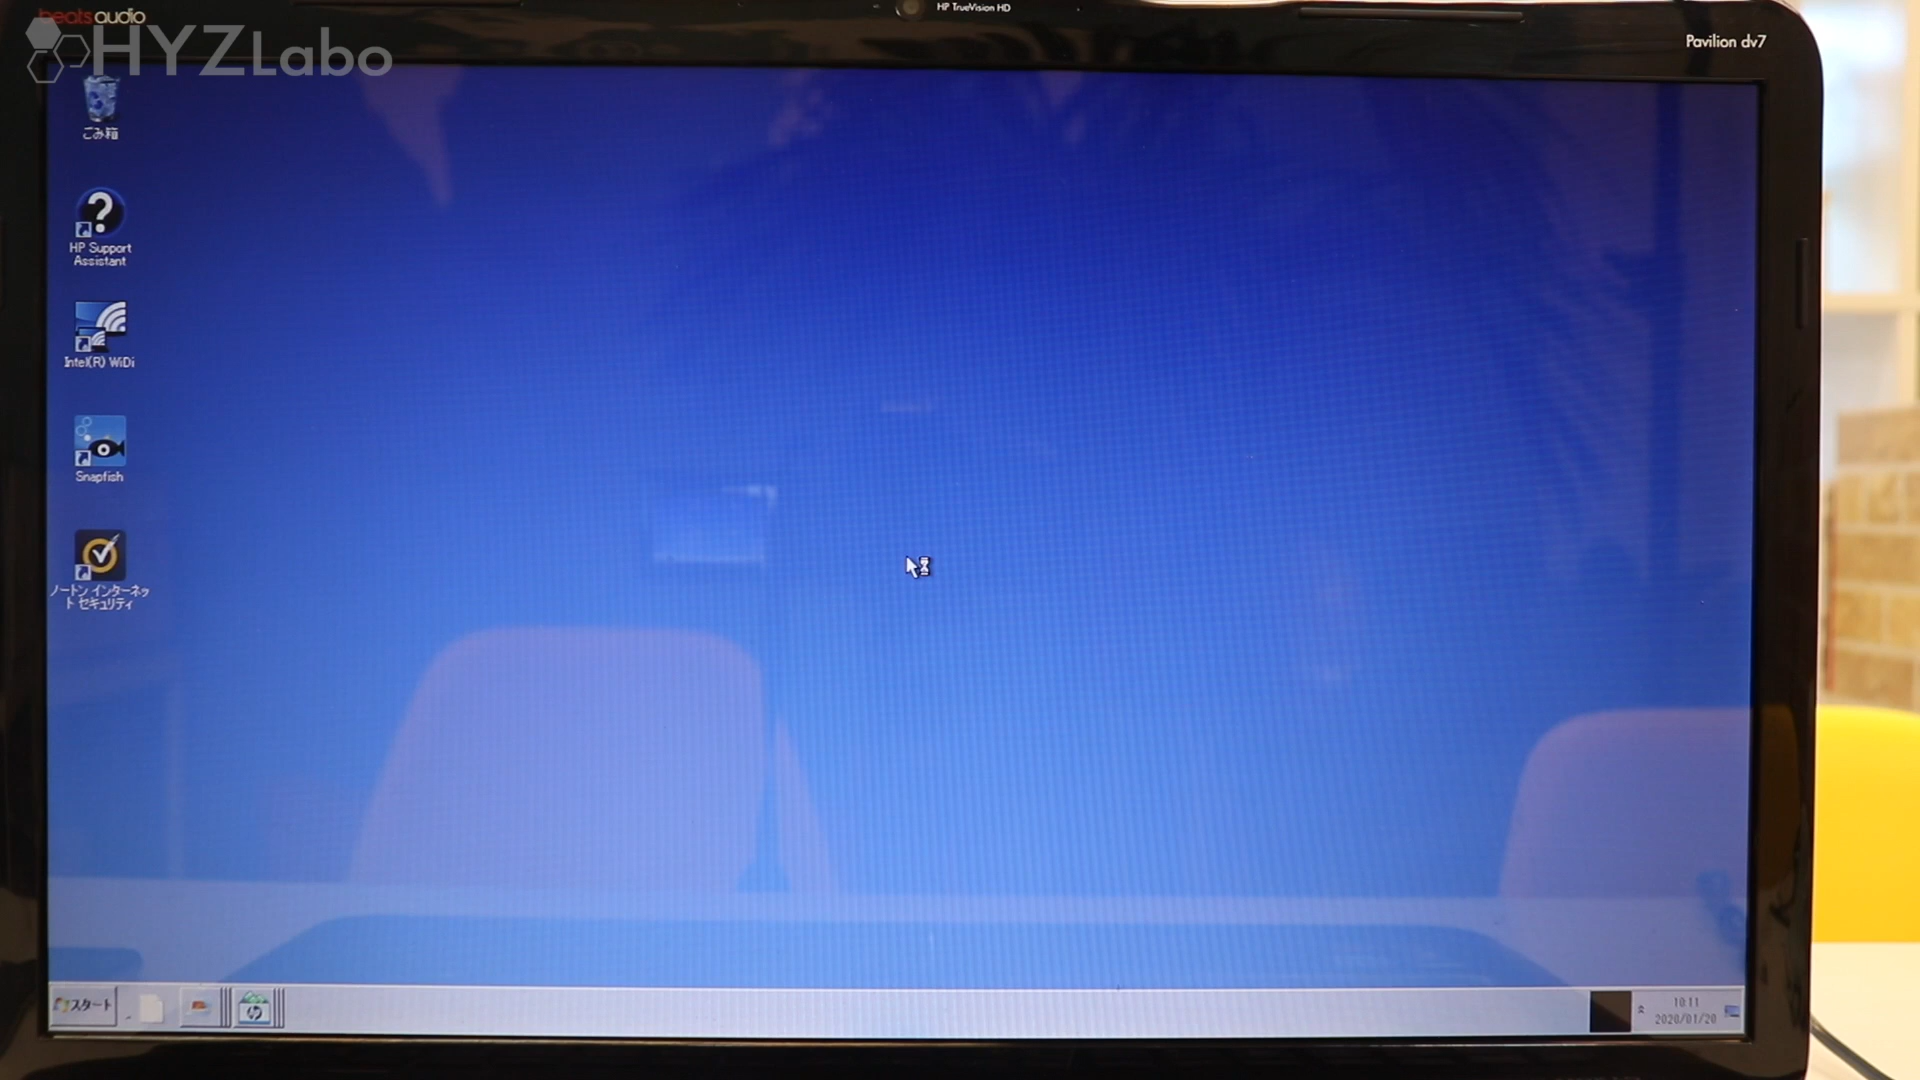 beats audio
HP TrueVision HD
Pavilion dv7
HYZLabo
ごみ箱
HP Support
Assistant
Intel(R) WiDi
Snapfish
ノートン インターネッ
ト セキュリティ
スタート
hp
10:11
2020/01/20